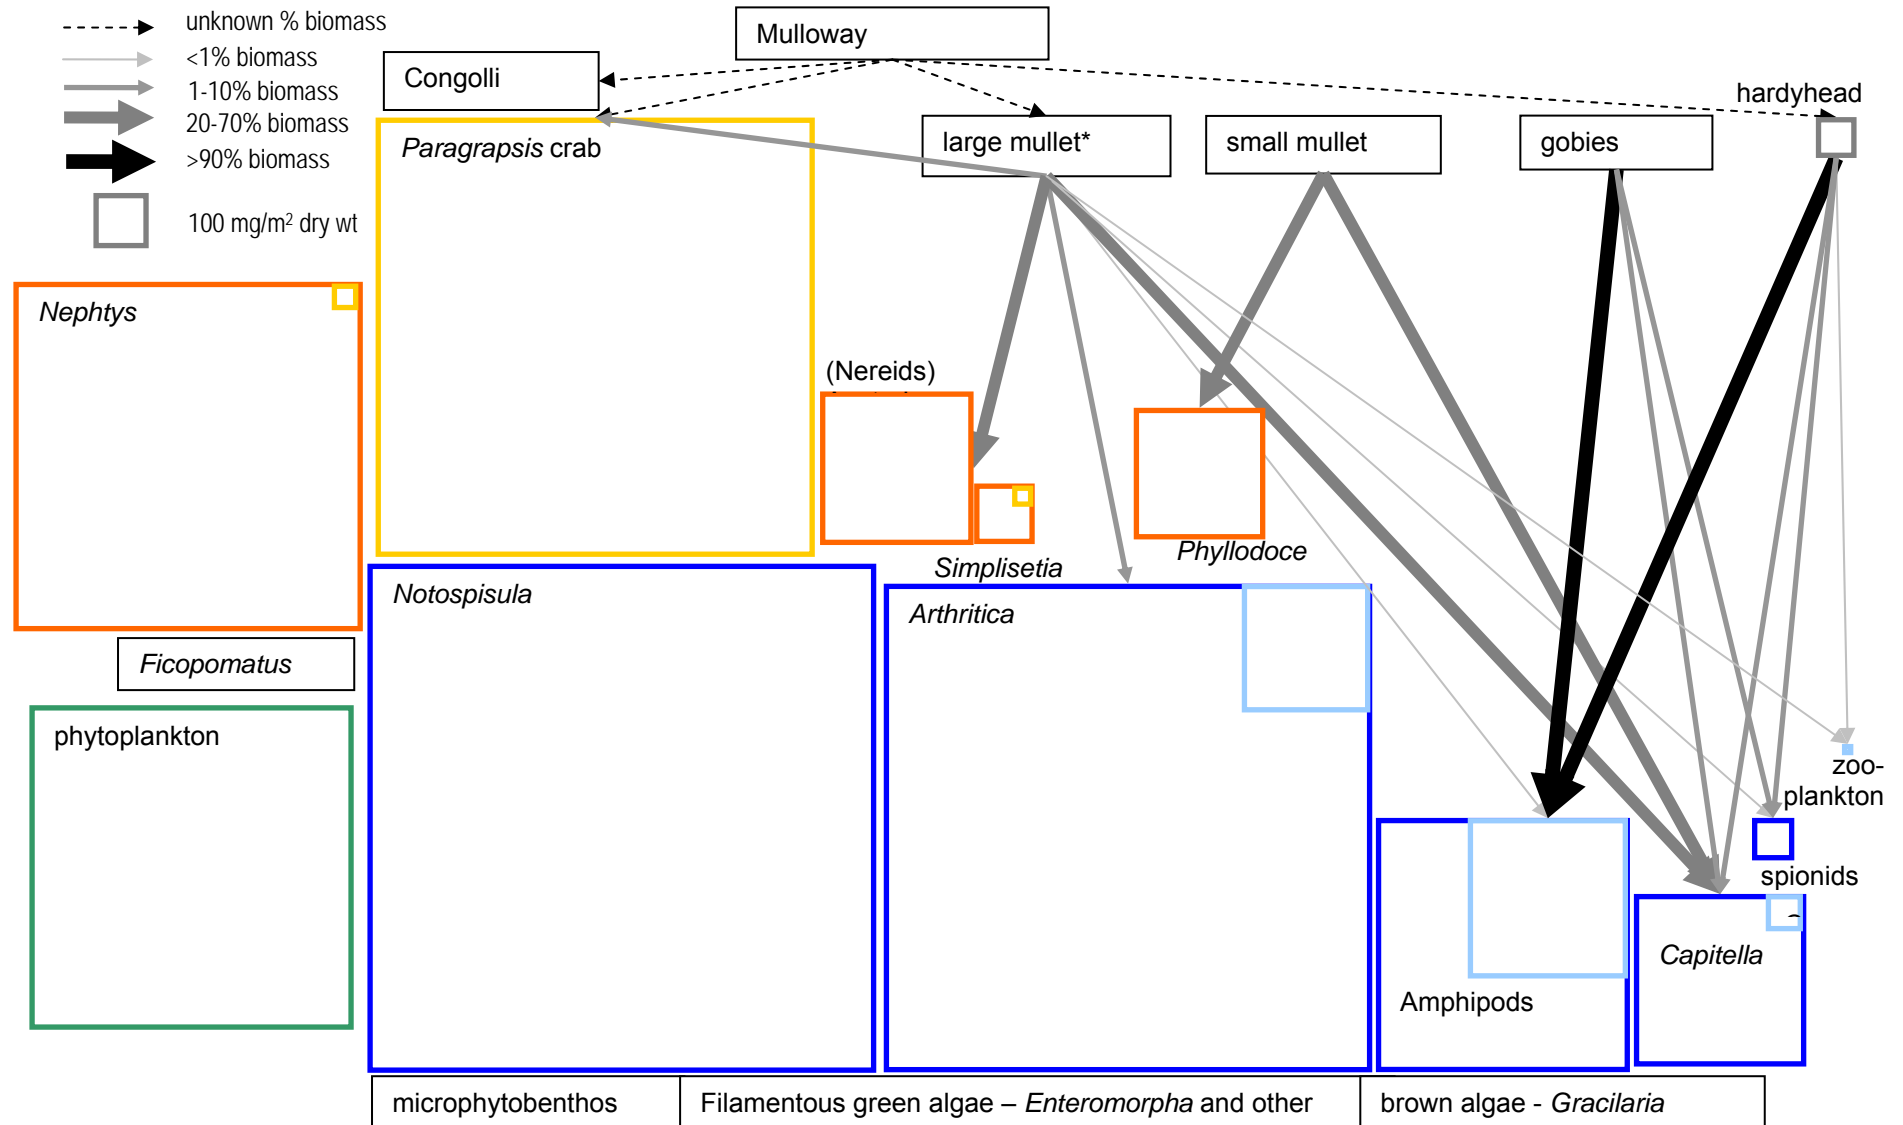 unknown % biomass
<1% biomass
1-10% biomass
20-70% biomass
>90% biomass
100 mg/m² dry wt
Mulloway
Congolli
hardyhead
Paragrapsis crab
large mullet*
small mullet
gobies
Nephtys
(Nereids)
Simplisetia
Phyllodoce
Notospisula
Arthritica
Ficopomatus
phytoplankton
zoo-
plankton
spionids
Capitella
Amphipods
microphytobenthos
Filamentous green algae – Enteromorpha and other
brown algae - Gracilaria